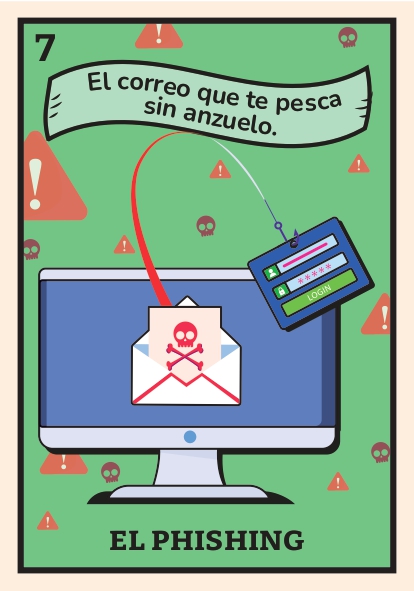 7
El correo que te pesca
sin anzuelo.
*****
LOGIN
EL PHISHING